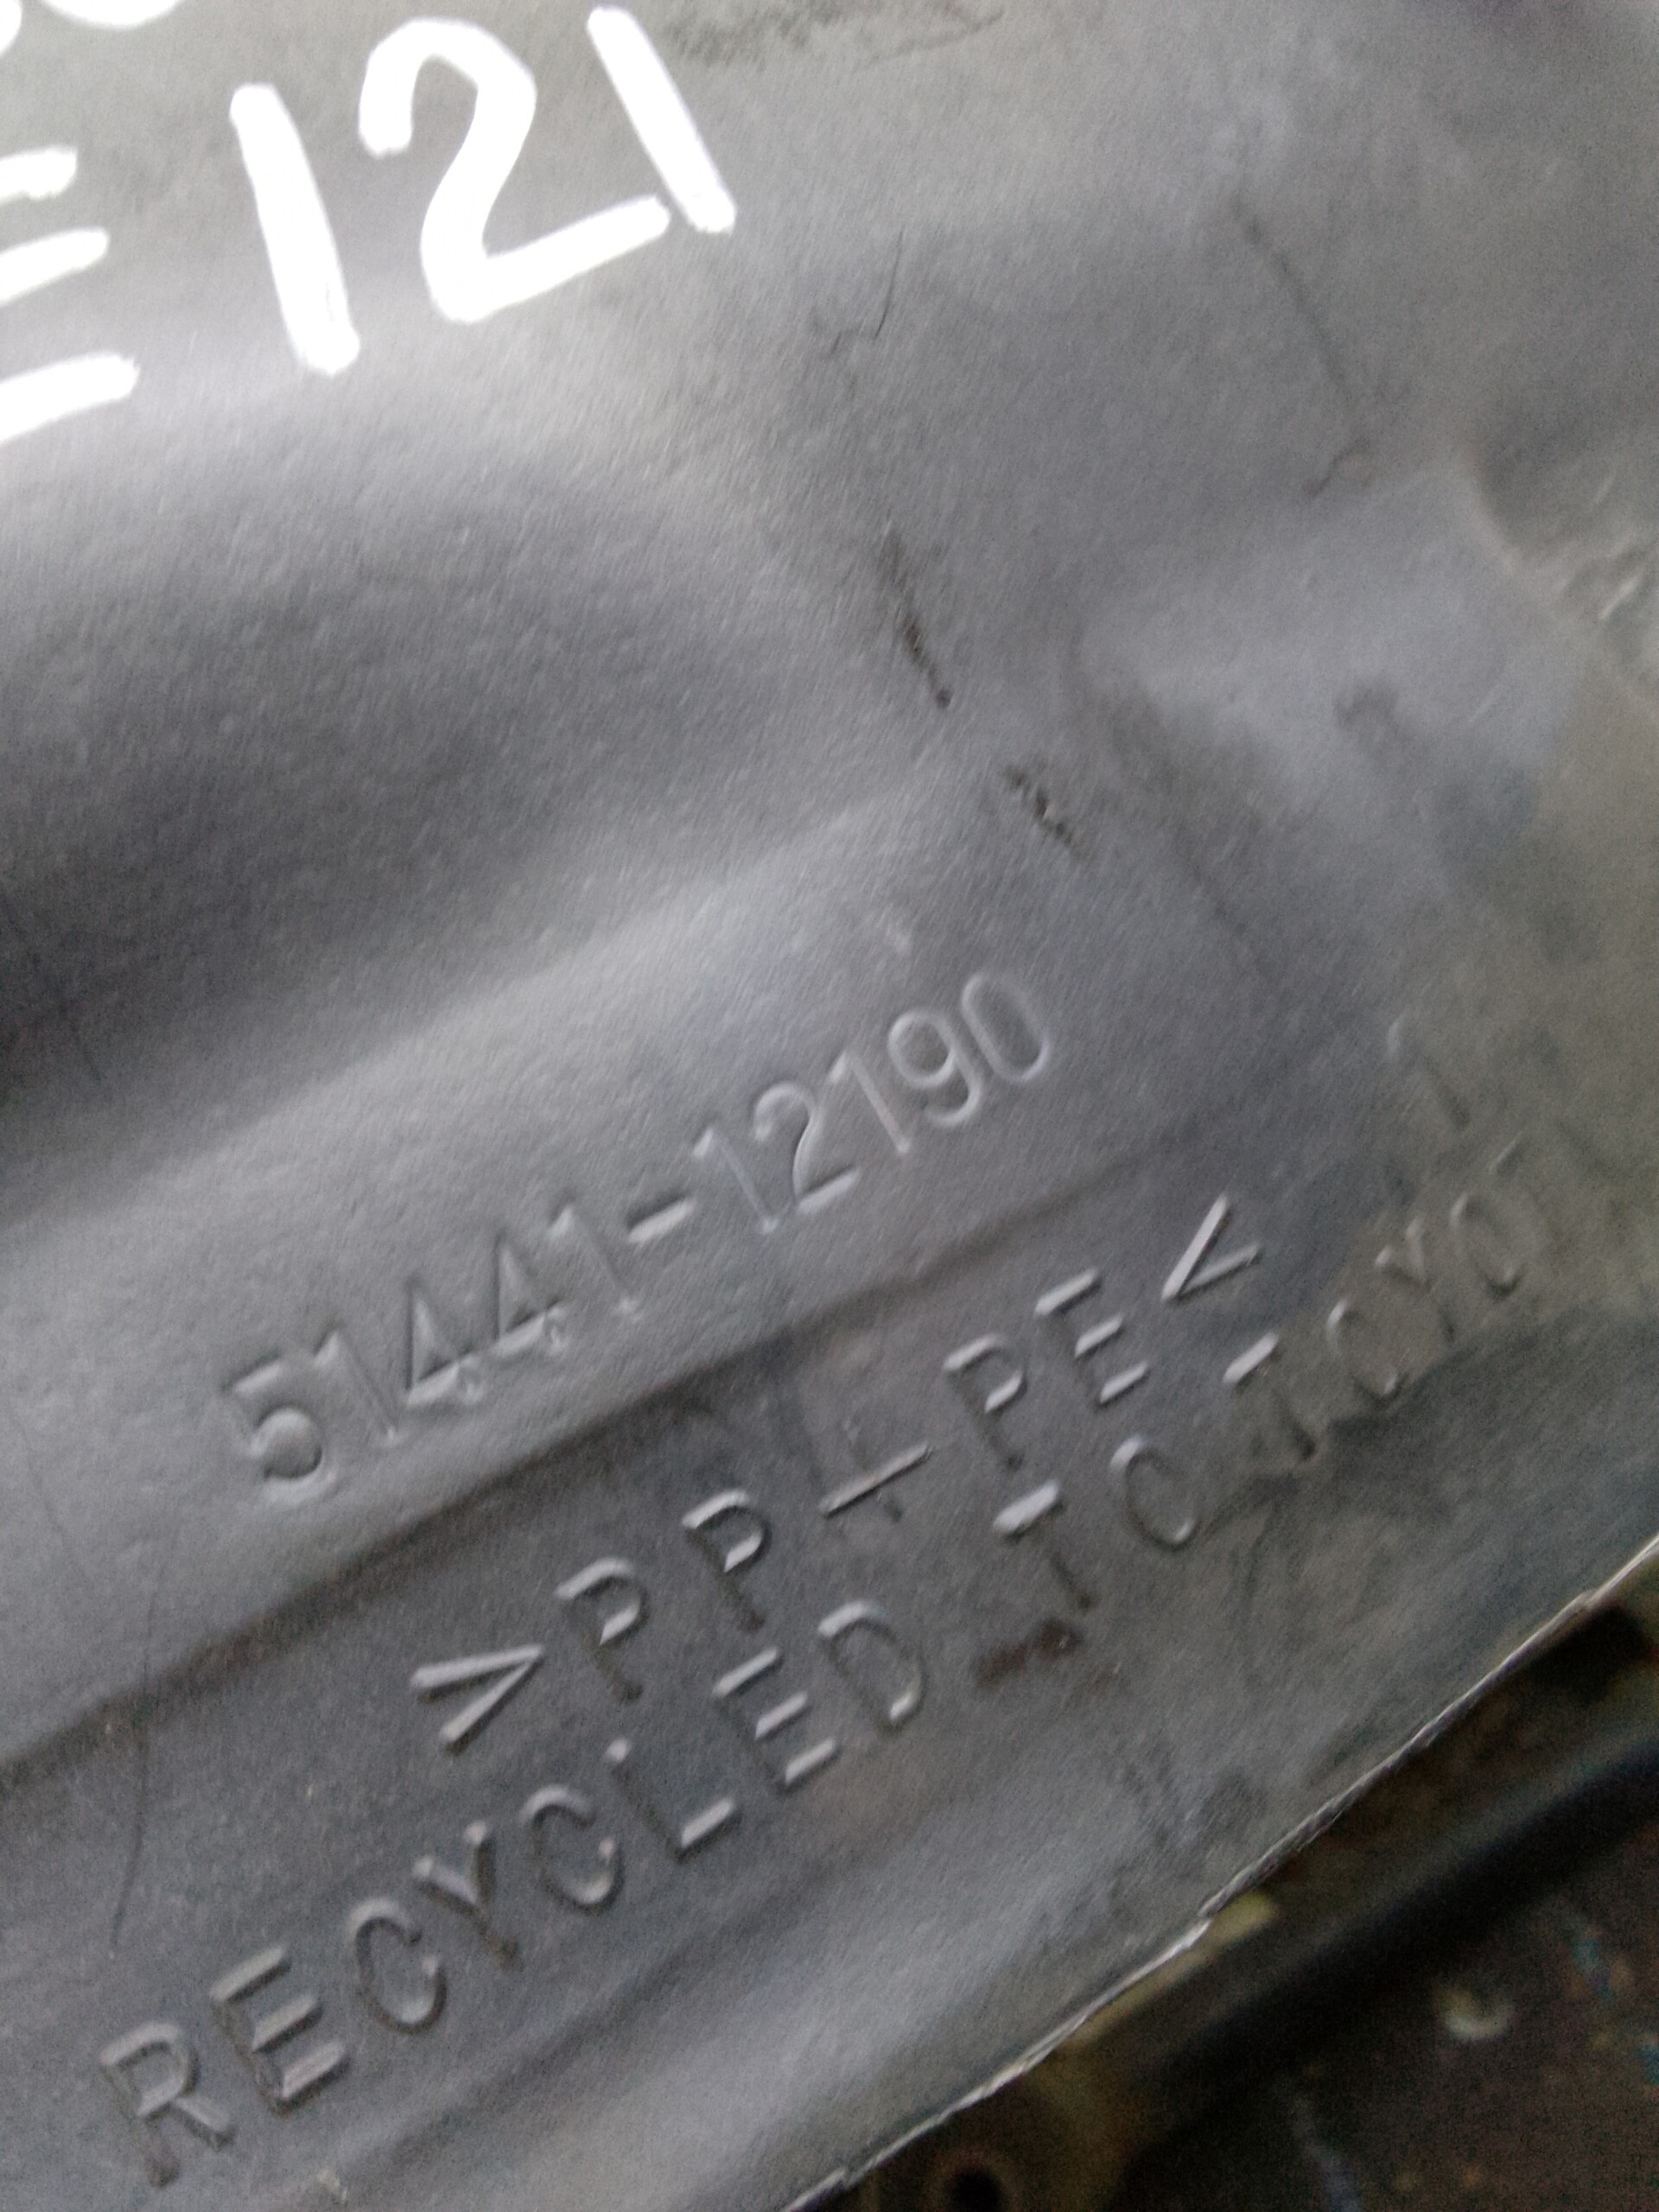 E121
51441-12190
>PP+PE<
RECYCLED TO TOYO